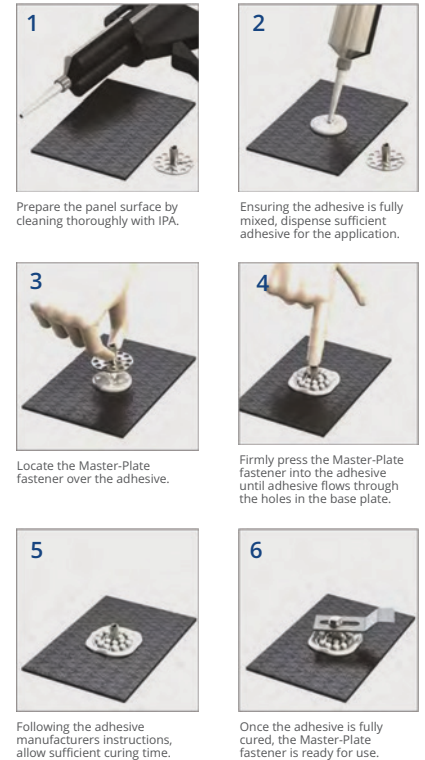 1
Prepare the panel surface by
cleaning thoroughly with IPA.
2
Ensuring the adhesive is fully
mixed, dispense sufficient
adhesive for the application.
3
Locate the Master-Plate
fastener over the adhesive.
4
Firmly press the Master-Plate
fastener into the adhesive
until adhesive flows through
the holes in the base plate.
5
Following the adhesive
manufacturers instructions,
allow sufficient curing time.
6
Once the adhesive is fully
cured, the Master-Plate
fastener is ready for use.